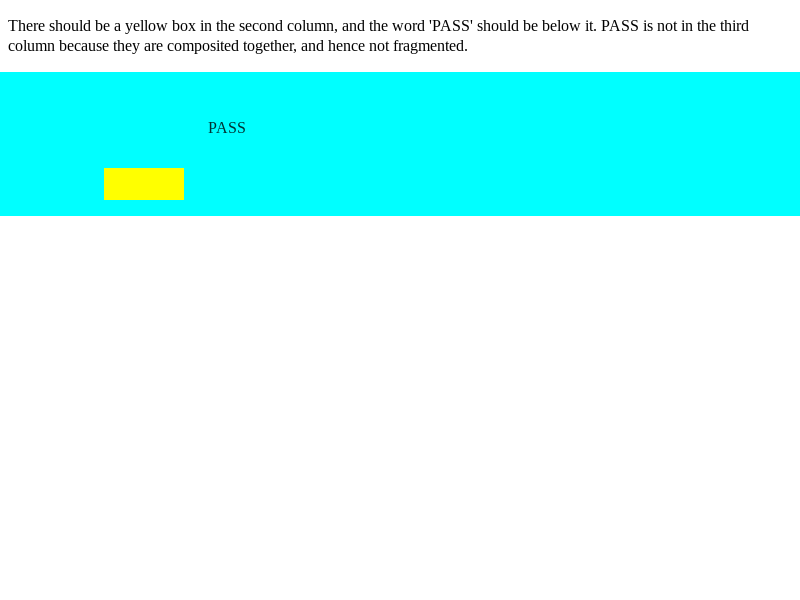 There should be a yellow box in the second column, and the word 'PASS' should be below it. PASS is not in the third
column because they are composited together, and hence not fragmented.
PASS